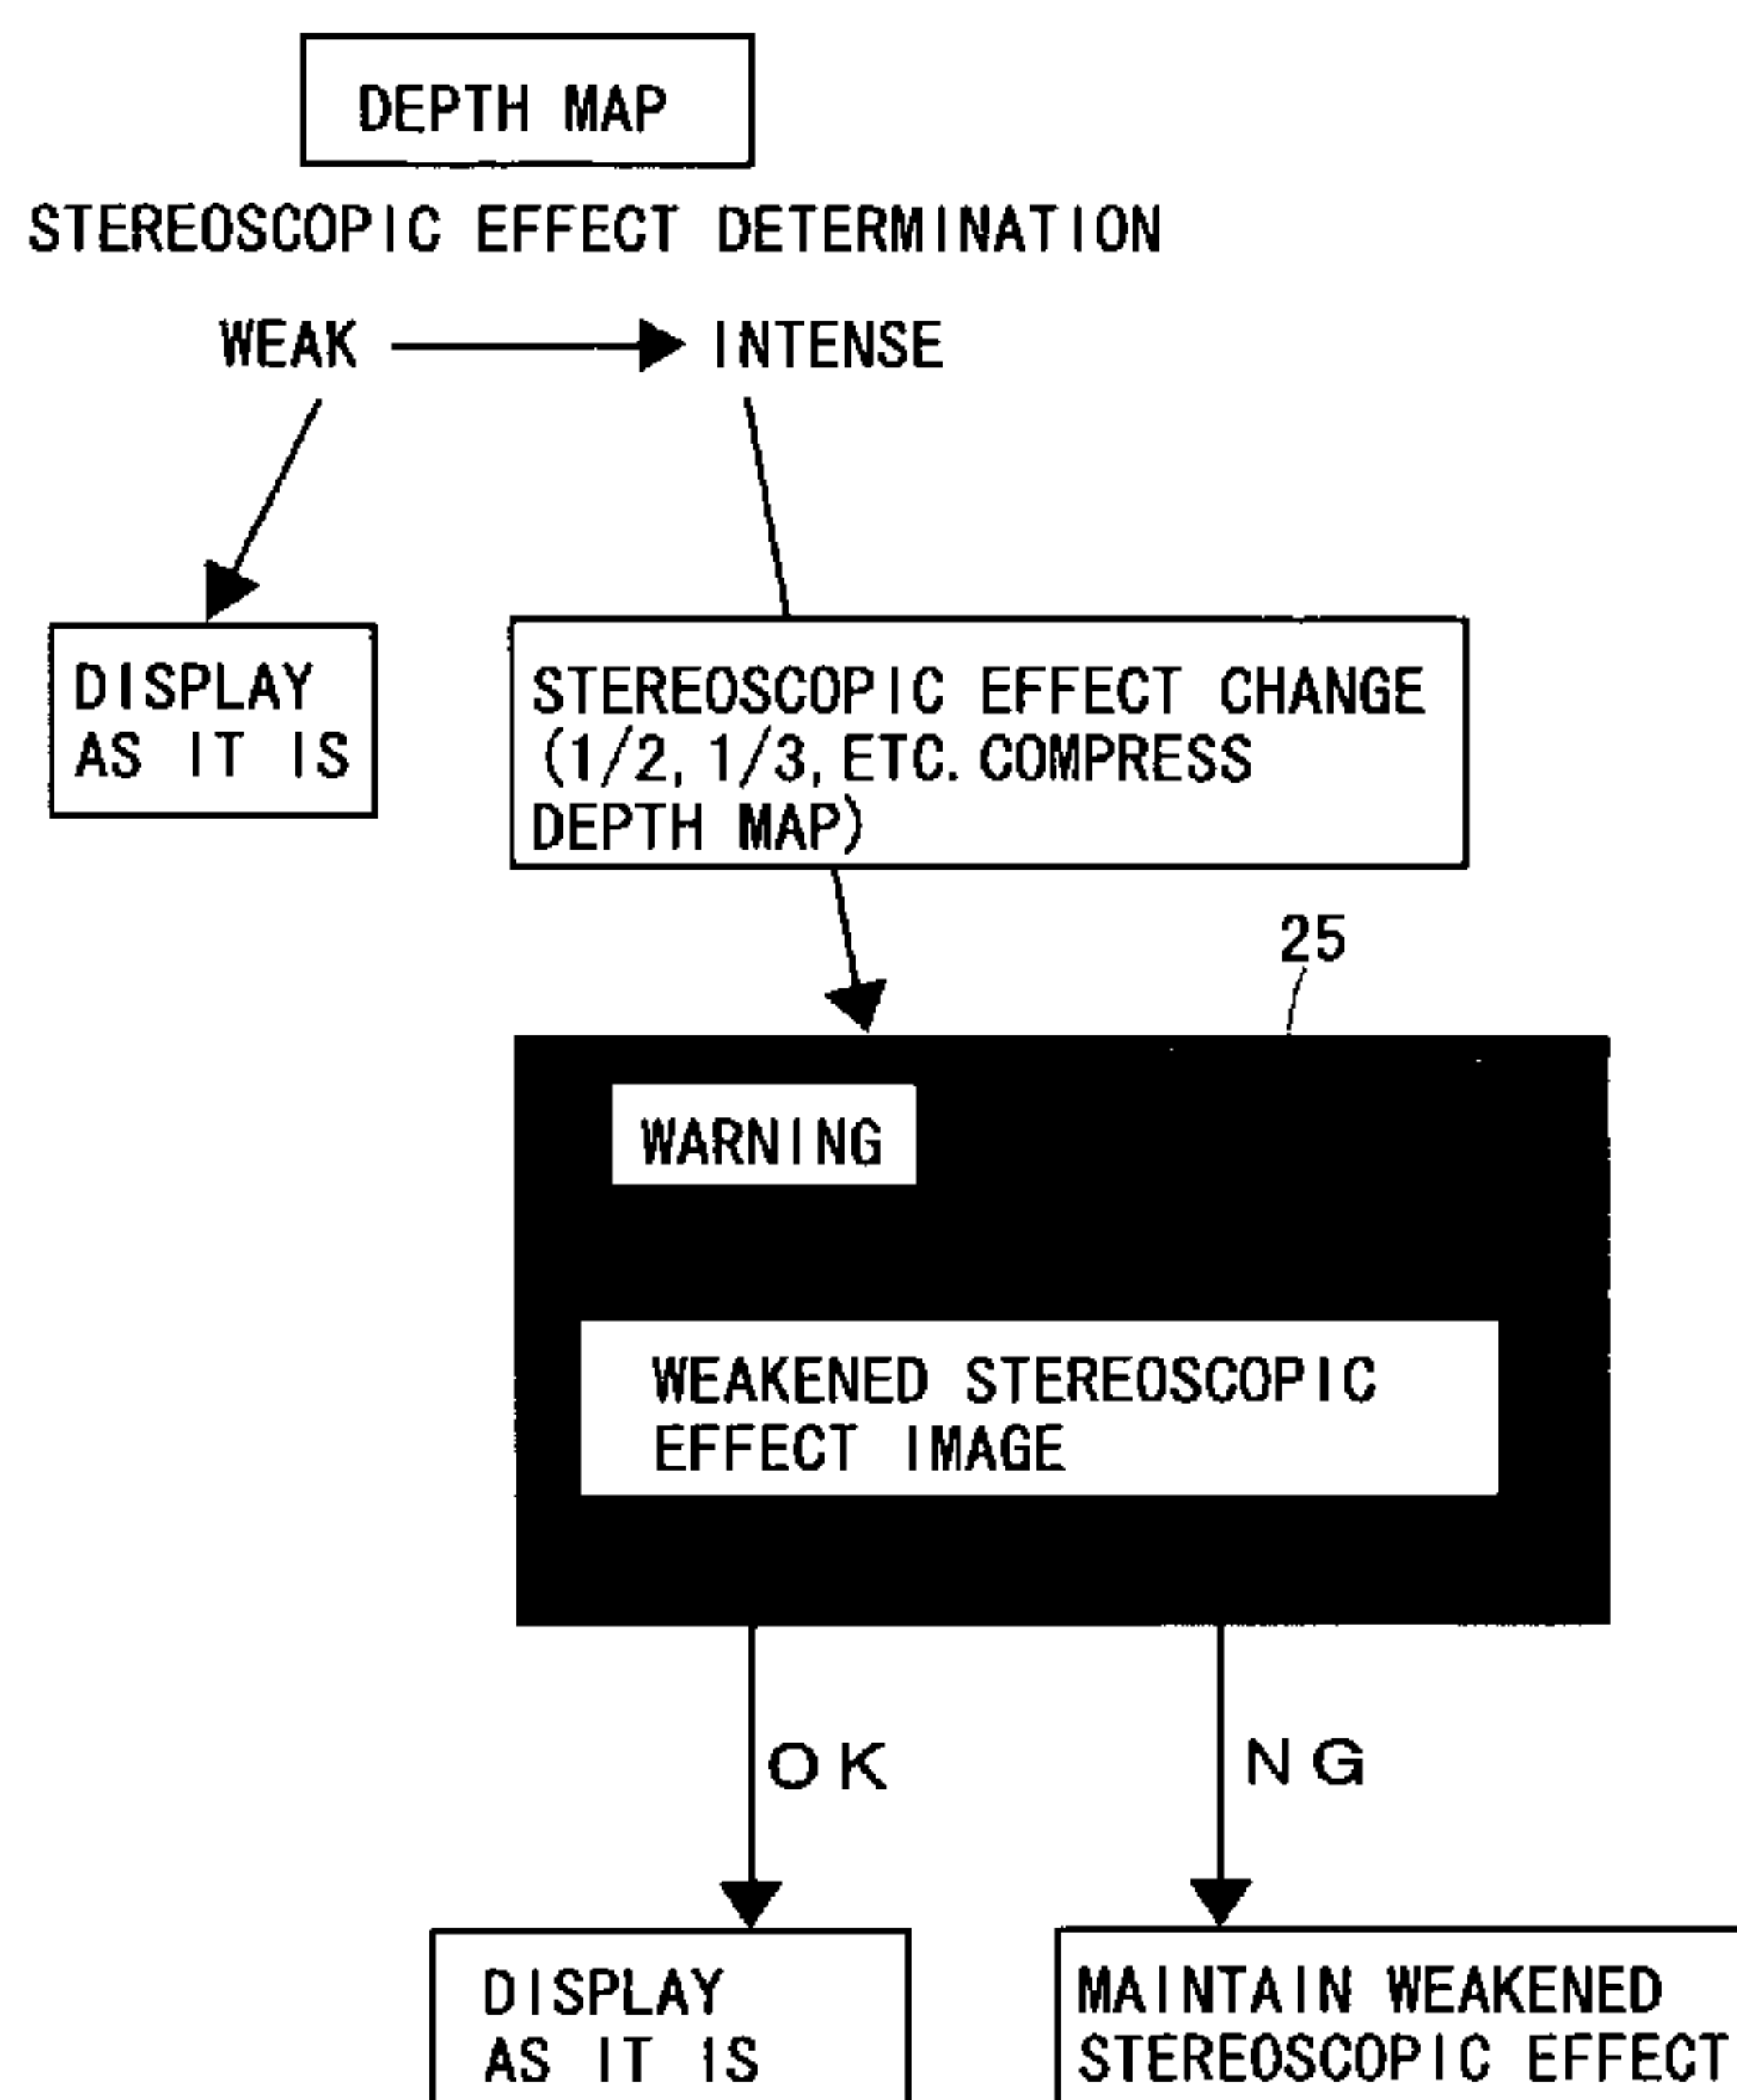 DEPTH MAP
STEREOSCOPIC EFFECT DETERMINATION
WEAK INTENSE
DISPLAY
AS IT IS
STEREOSCOPIC EFFECT CHANGE
(1/2, 1/3, ETC. COMPRESS
DEPTH MAP)
25
WARNING
WEAKENED STEREOSCOPIC
EFFECT IMAGE
OK
NG
DISPLAY
AS IT IS
MAINTAIN WEAKENED
STEREOSCOPIC EFFECT